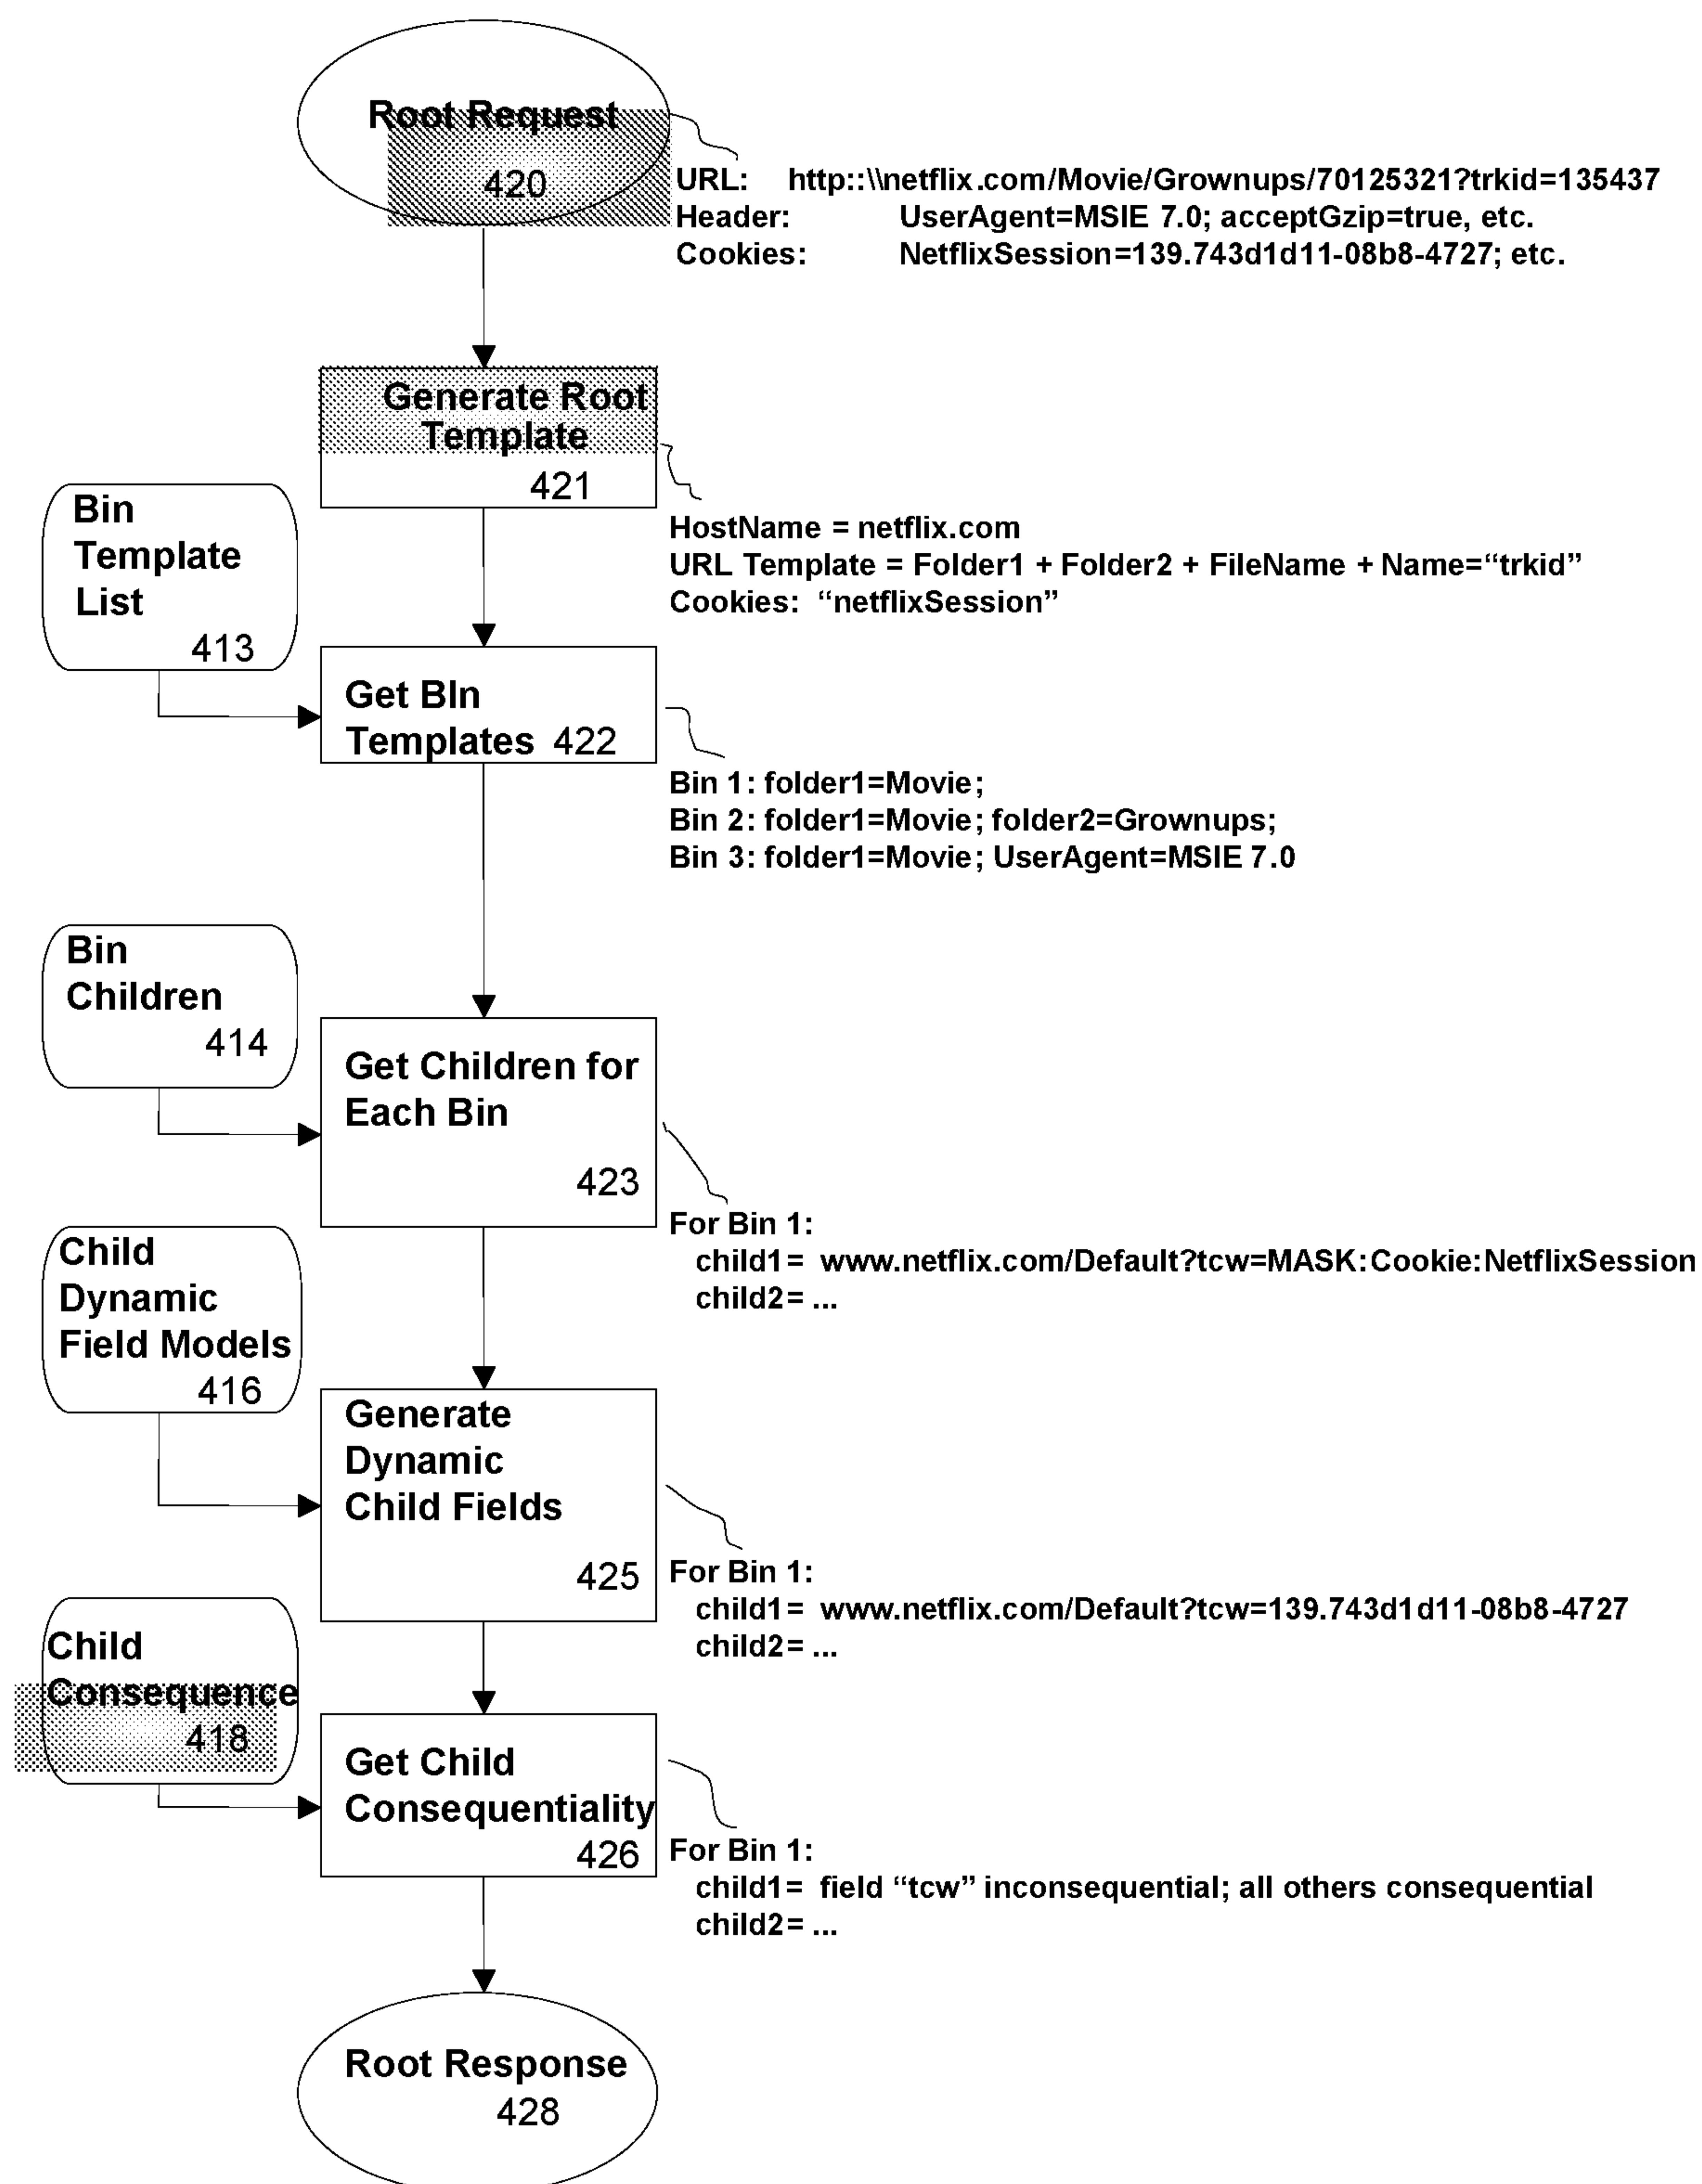 Root Request
420
URL: http::\\netflix.com/Movie/Grownups/70125321?trkid=135437
Header: UserAgent=MSIE 7.0; acceptGzip=true, etc.
Cookies: NetflixSession=139.743d1d11-08b8-4727; etc.
Generate Root
Template
421
HostName = netflix.com
URL Template = Folder1 + Folder2 + FileName + Name=“trkid”
Cookies: “netflixSession”
Bin
Template
List
413
Get BIn
Templates 422
Bin 1: folder1=Movie;
Bin 2: folder1=Movie; folder2=Grownups;
Bin 3: folder1=Movie; UserAgent=MSIE 7.0
Bin
Children
414
Get Children for
Each Bin
423
For Bin 1:
child1= www.netflix.com/Default?tcw=MASK:Cookie:NetflixSession
child2= ...
Child
Dynamic
Field Models
416
Generate
Dynamic
Child Fields
425
For Bin 1:
child1= www.netflix.com/Default?tcw=139.743d1d11-08b8-4727
child2= ...
Child
Consequence
418
Get Child
Consequentiality
426
For Bin 1:
child1= field “tcw” inconsequential; all others consequential
child2= ...
Root Response
428